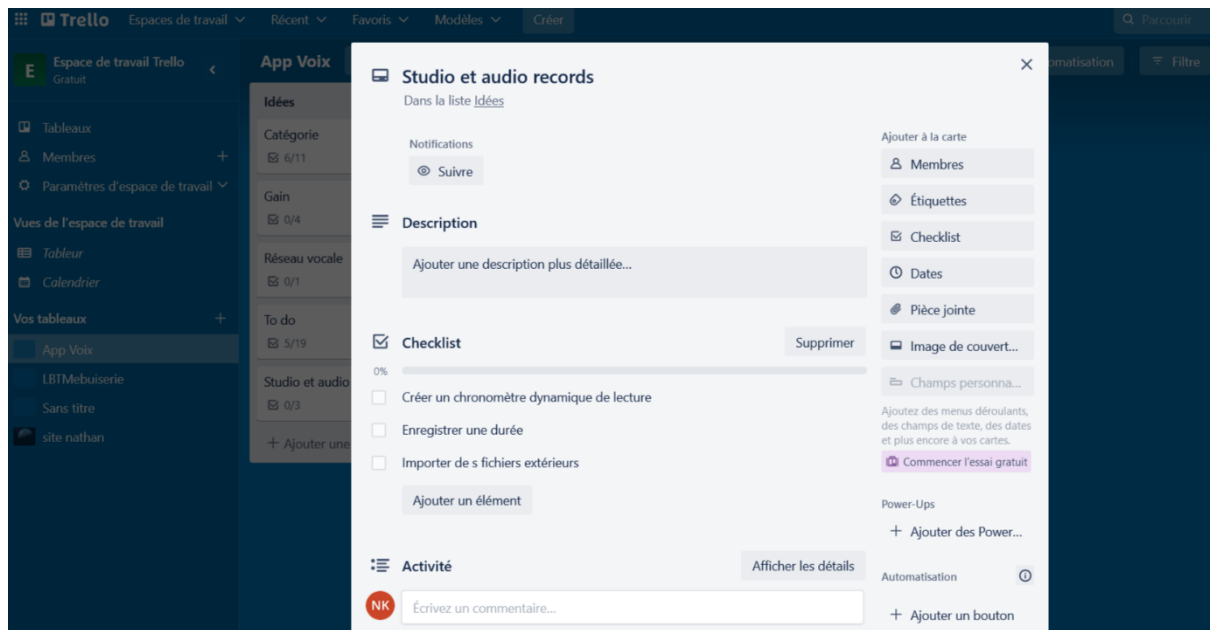 Trello Espaces de travail Récent Favoris Modèles Créer Parcourir
E Espace de travail Trello
Gratuit
Tableaux
Membres
Paramètres d'espace de travail
Vues de l'espace de travail
Tableur
Calendrier
Vos tableaux
App Voix
LBTMebuiserie
Sans titre
site nathan
App Voix
omatisation
Filtre
Idées
Catégorie
6/11
Gain
0/4
Réseau vocale
0/1
To do
5/19
Studio et audio
0/3
Ajouter une
Studio et audio records
Dans la liste Idées
Notifications
Suivre
Description
Ajouter une description plus détaillée...
Checklist
Supprimer
0%
Créer un chronomètre dynamique de lecture
Enregistrer une durée
Importer de s fichiers extérieurs
Ajouter un élément
Activité
Afficher les détails
NK
Écrivez un commentaire...
Ajouter à la carte
Membres
Étiquettes
Checklist
Dates
Pièce jointe
Image de couvert...
Champs personna...
Ajoutez des menus déroulants,
des champs de texte, des dates
et plus encore à vos cartes.
Commencer l'essai gratuit
Power-Ups
Ajouter des Power...
Automatisation
Ajouter un bouton